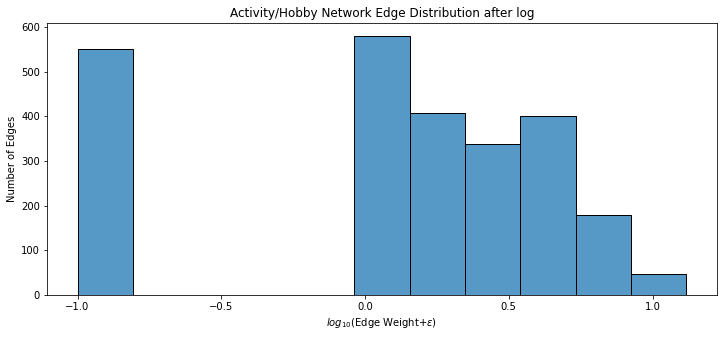 Activity/Hobby Network Edge Distribution after log
600
500
400
300
200
100
0
Number of Edges
−1.0 −0.5 0.0 0.5 1.0
log₁₀(Edge Weight+ε)